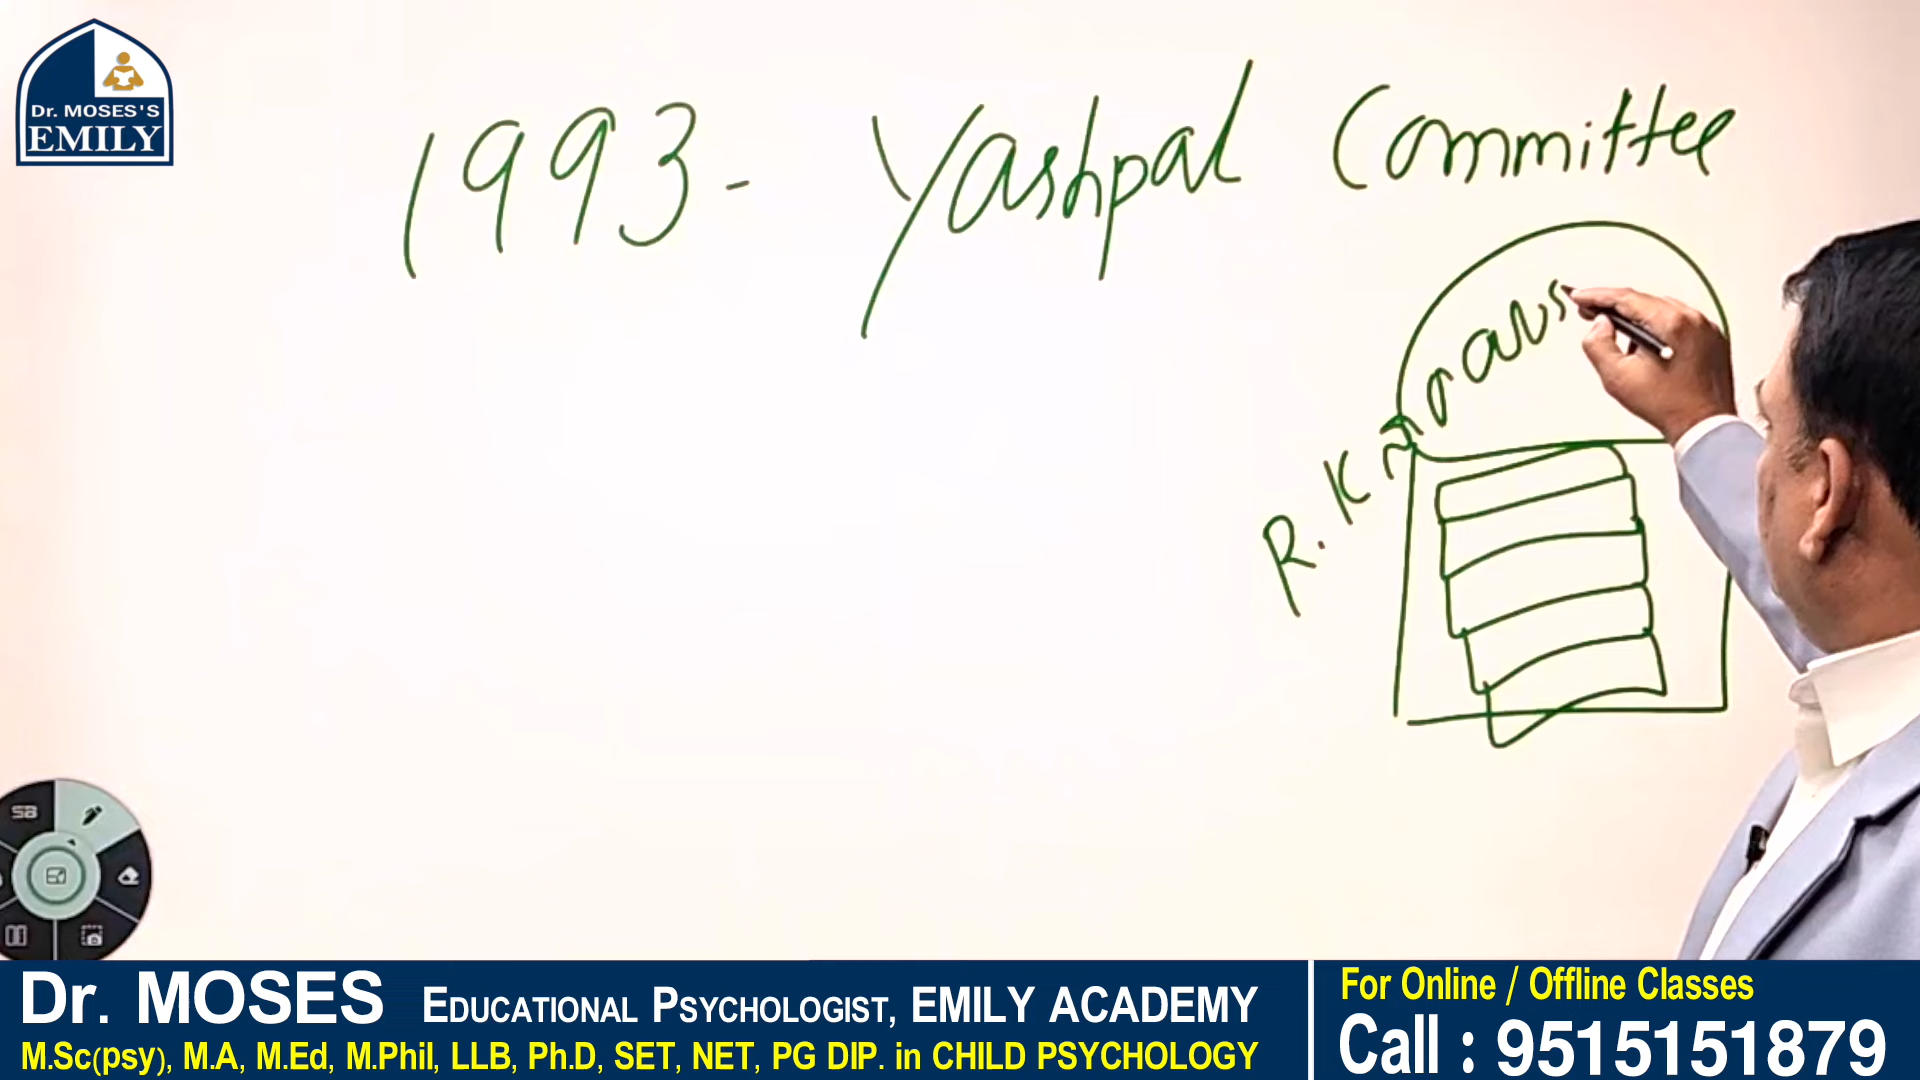 Dr. MOSES'S
EMILY
1993- Yashpal Committee
R.K
SB
Dr. MOSES EDUCATIONAL PSYCHOLOGIST, EMILY ACADEMY
M.Sc(psy), M.A, M.Ed, M.Phil, LLB, Ph.D, SET, NET, PG DIP. in CHILD PSYCHOLOGY
For Online / Offline Classes
Call : 9515151879